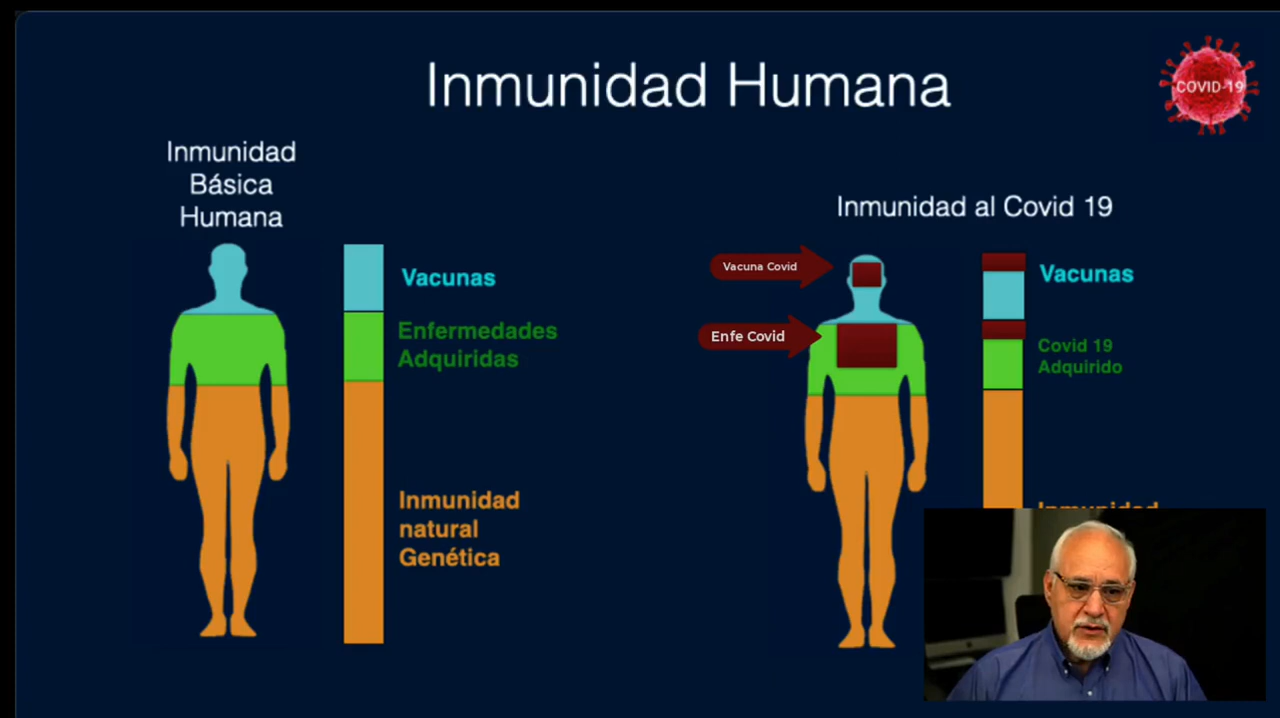 Inmunidad Humana
COVID-19
Inmunidad
Básica
Humana
Vacunas
Enfermedades
Adquiridas
Inmunidad
natural
Genética
Inmunidad al Covid 19
Vacuna Covid
Enfe Covid
Vacunas
Covid 19
Adquirido
Inmunidad